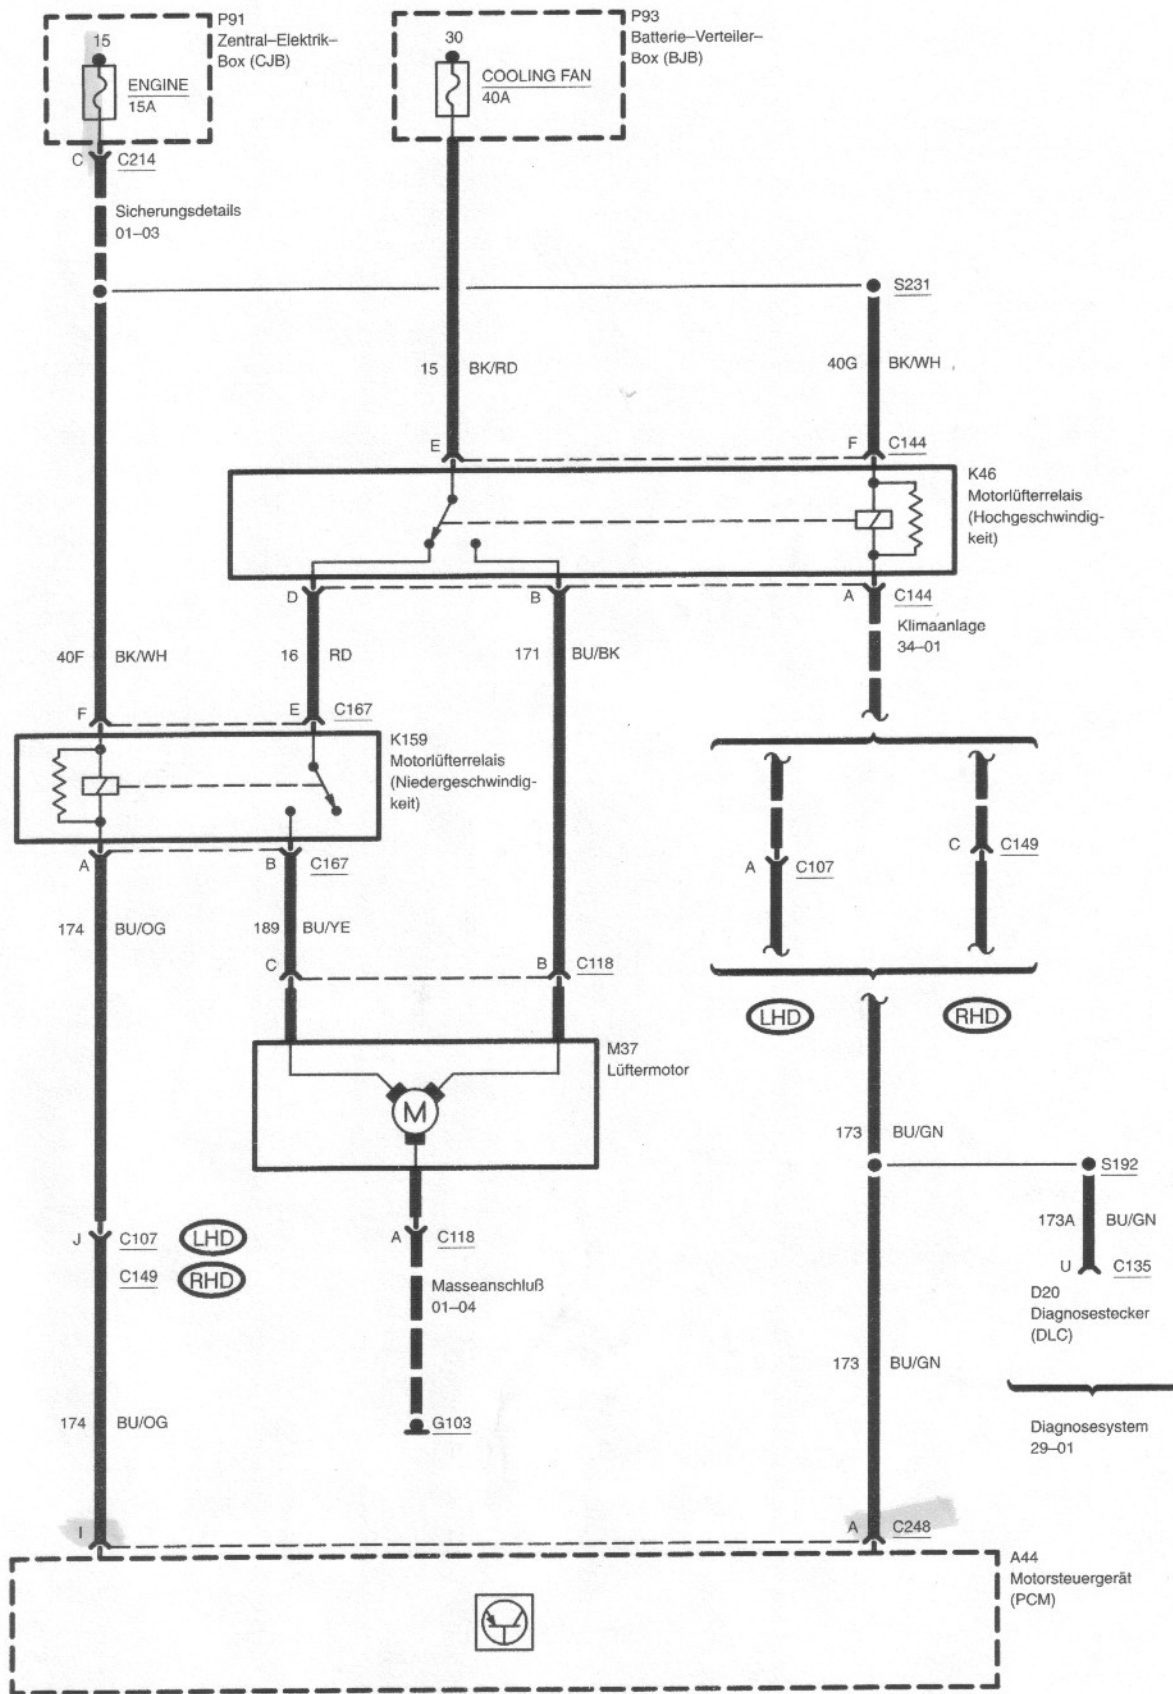 P91
Zentral–Elektrik–
Box (CJB)
15
ENGINE
15A
C
C214
Sicherungsdetails
01–03
P93
Batterie–Verteiler–
Box (BJB)
30
COOLING FAN
40A
S231
15
BK/RD
40G
BK/WH
E
F
C144
K46
Motorlüfterrelais
(Hochgeschwindig-
keit)
D
B
A
C144
Klimaanlage
34–01
40F
BK/WH
16
RD
171
BU/BK
F
E
C167
K159
Motorlüfterrelais
(Niedergeschwindig-
keit)
A
B
C167
A
C107
C
C149
174
BU/OG
189
BU/YE
C
B
C118
LHD
RHD
M37
Lüftermotor
M
173
BU/GN
S192
173A
BU/GN
U
C135
D20
Diagnosestecker
(DLC)
J
C107
LHD
C149
RHD
A
C118
Masseanschluß
01–04
173
BU/GN
Diagnosesystem
29–01
174
BU/OG
G103
I
A
C248
A44
Motorsteuergerät
(PCM)